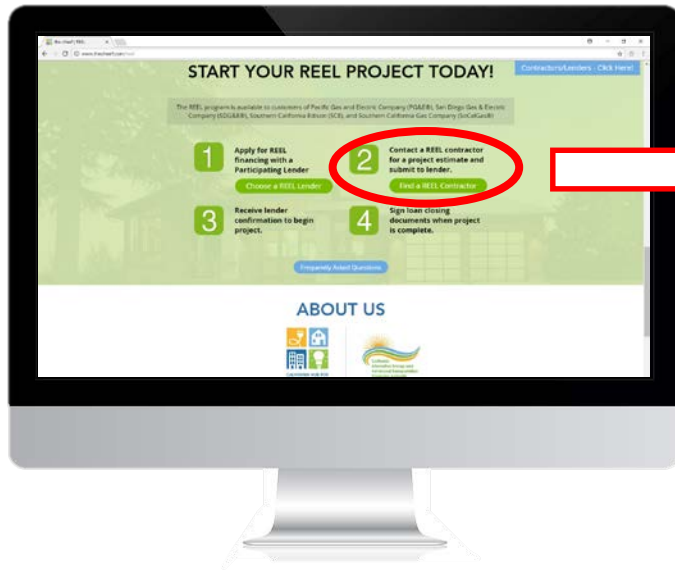 START YOUR REEL PROJECT TODAY!
Contractors/Lenders - Click Here!
The REEL program is available to customers of Pacific Gas and Electric Company (PG&E®), San Diego Gas & Electric
Company (SDG&E®), Southern California Edison (SCE), and Southern California Gas Company (SoCalGas®)
1
Apply for REEL
financing with a
Participating Lender
Choose a REEL Lender
2
Contact a REEL contractor
for a project estimate and
submit to lender.
Find a REEL Contractor
3
Receive lender
confirmation to begin
project.
4
Sign loan closing
documents when project
is complete.
Frequently Asked Questions
ABOUT US